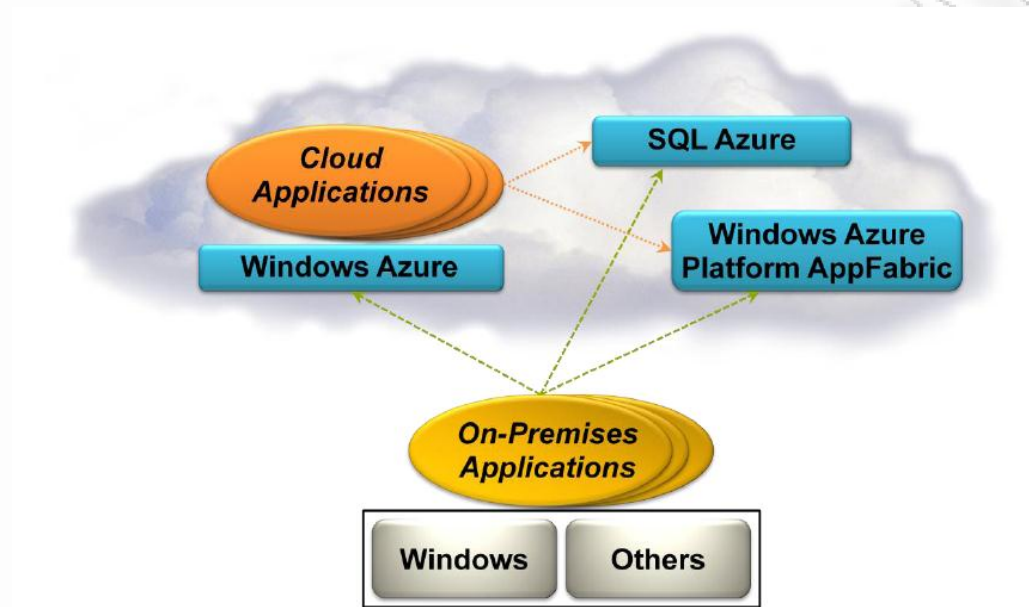 Cloud
Applications
SQL Azure
Windows Azure
Windows Azure
Platform AppFabric
On-Premises
Applications
Windows
Others